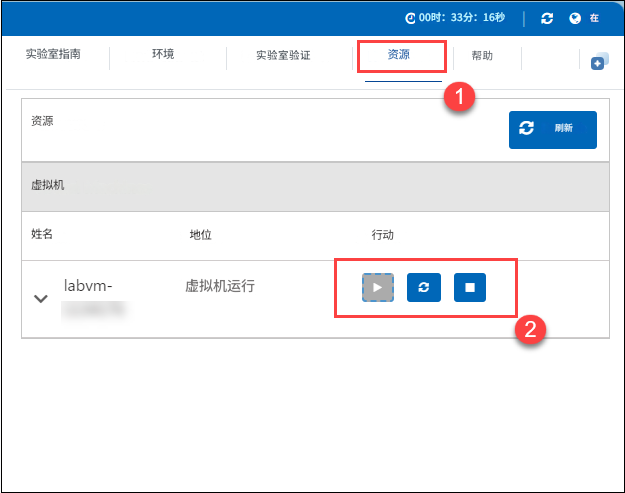 00时：33分：16秒 在
实验室指南 环境 实验室验证 资源 帮助
1
资源 刷新
虚拟机
姓名 地位 行动
labvm- 虚拟机运行
2